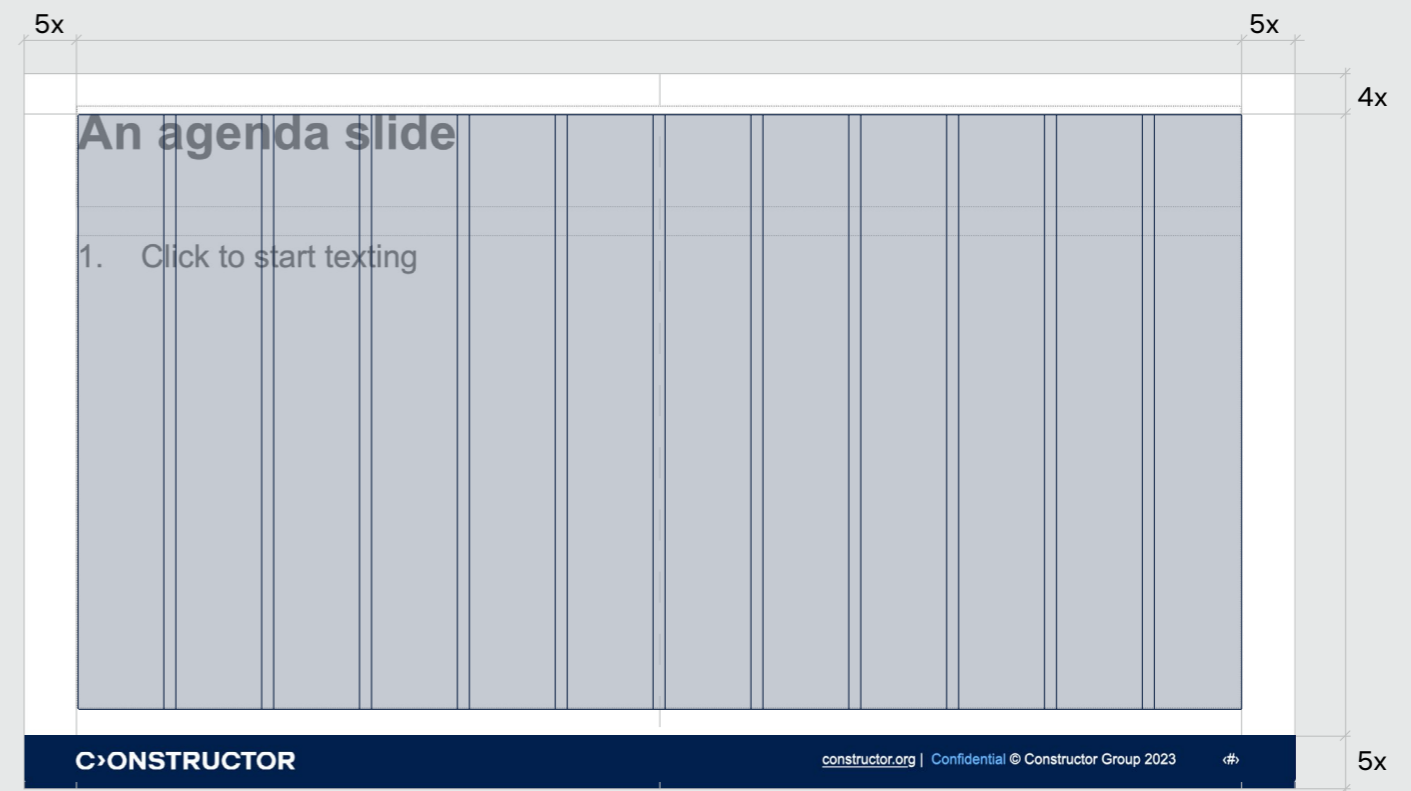 5x 5x
4x
An agenda slide
1. Click to start texting
C›ONSTRUCTOR constructor.org | Confidential © Constructor Group 2023 ‹#›
5x